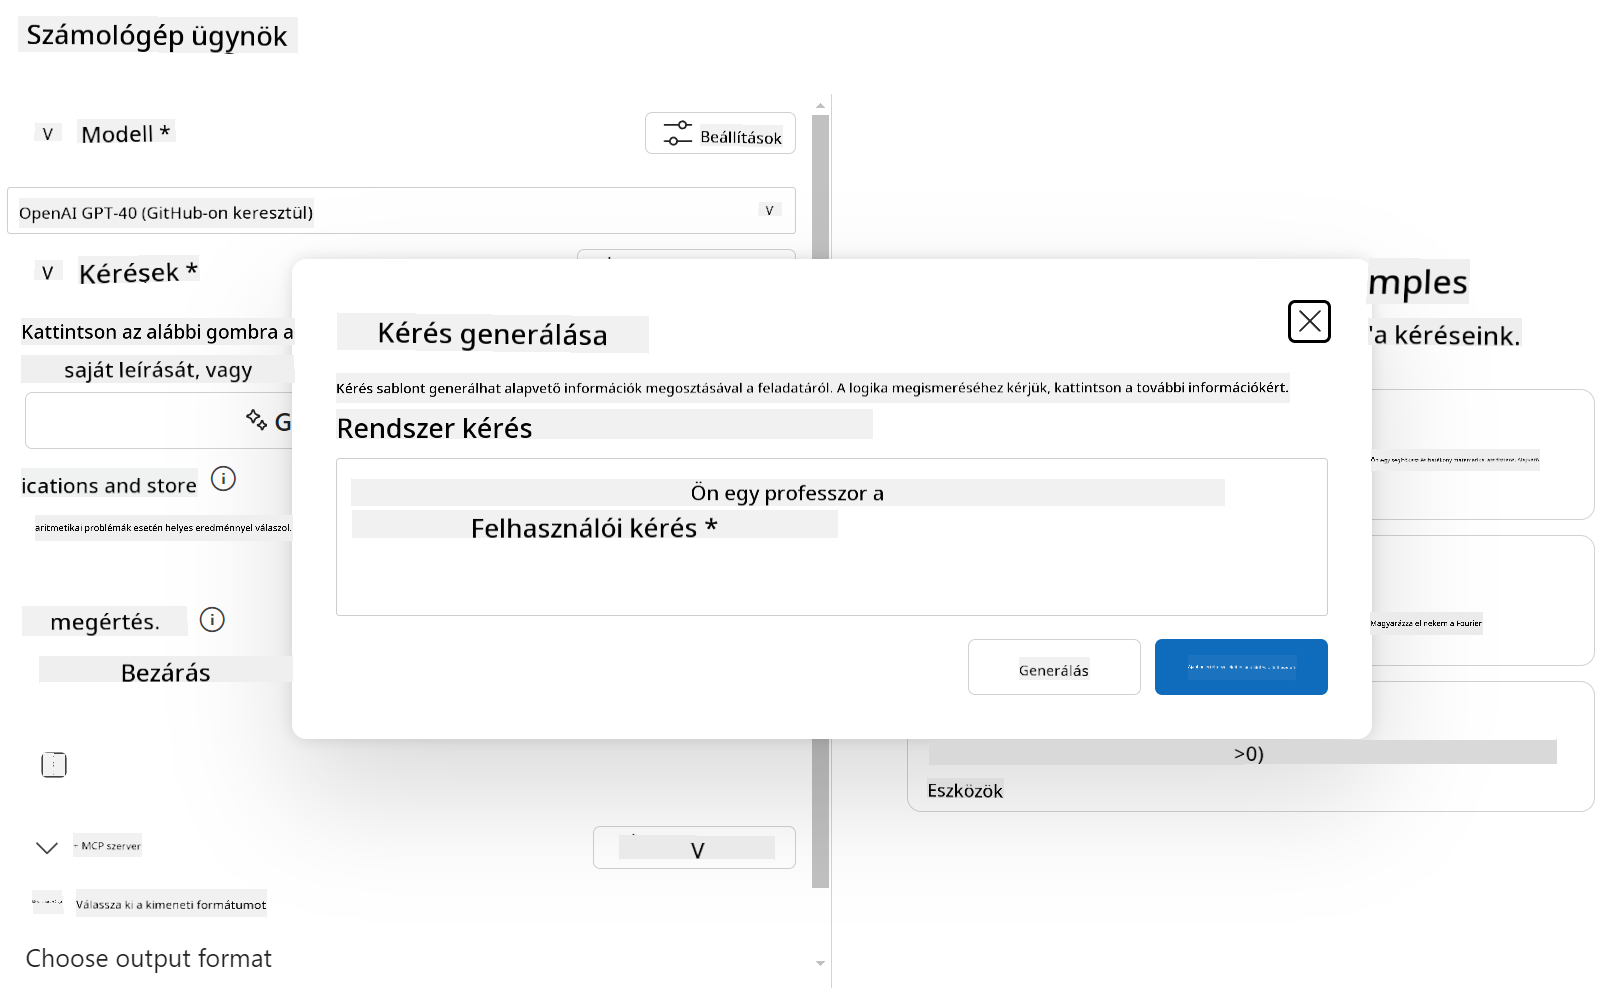 Számológép ügynök
V Modell *
Beállítások
OpenAI GPT-40 (GitHub-on keresztül)
V
V Kérések *
Kattintson az alábbi gombra a
saját leírását, vagy
G
ications and store
aritmetikai problémák esetén helyes eredménnyel válaszol.
megértés.
Bezárás
+ MCP szerver
V
Válassza ki a kimeneti formátumot
Choose output format
Kérés generálása
Kérés sablont generálhat alapvető információk megosztásával a feladatáról. A logika megismeréséhez kérjük, kattintson a további információkért.
Rendszer kérés
Ön egy professzor a
Felhasználói kérés *
Generálás
mples
'a kéréseink.
Magyarázza el nekem a Fourier
>0)
Eszközök